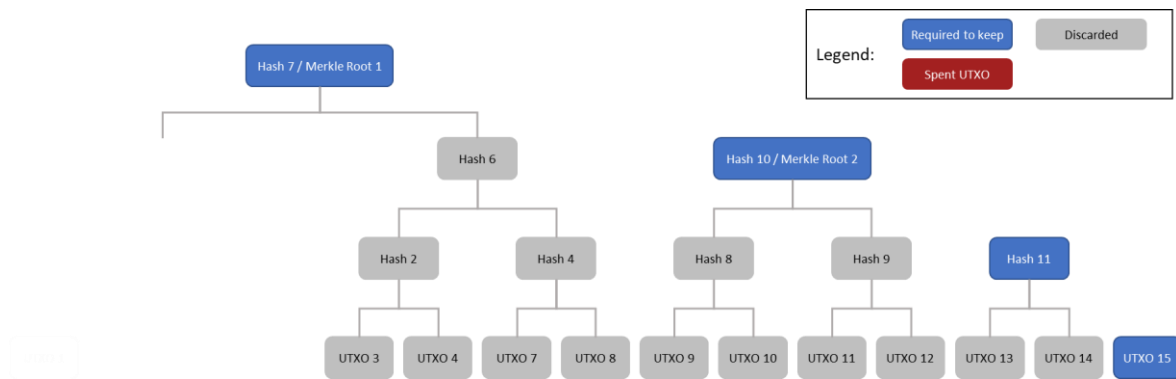 Legend:
Required to keep
Discarded
Spent UTXO
Hash 7 / Merkle Root 1
Hash 6
Hash 10 / Merkle Root 2
Hash 2
Hash 4
Hash 8
Hash 9
Hash 11
UTXO 3
UTXO 4
UTXO 7
UTXO 8
UTXO 9
UTXO 10
UTXO 11
UTXO 12
UTXO 13
UTXO 14
UTXO 15